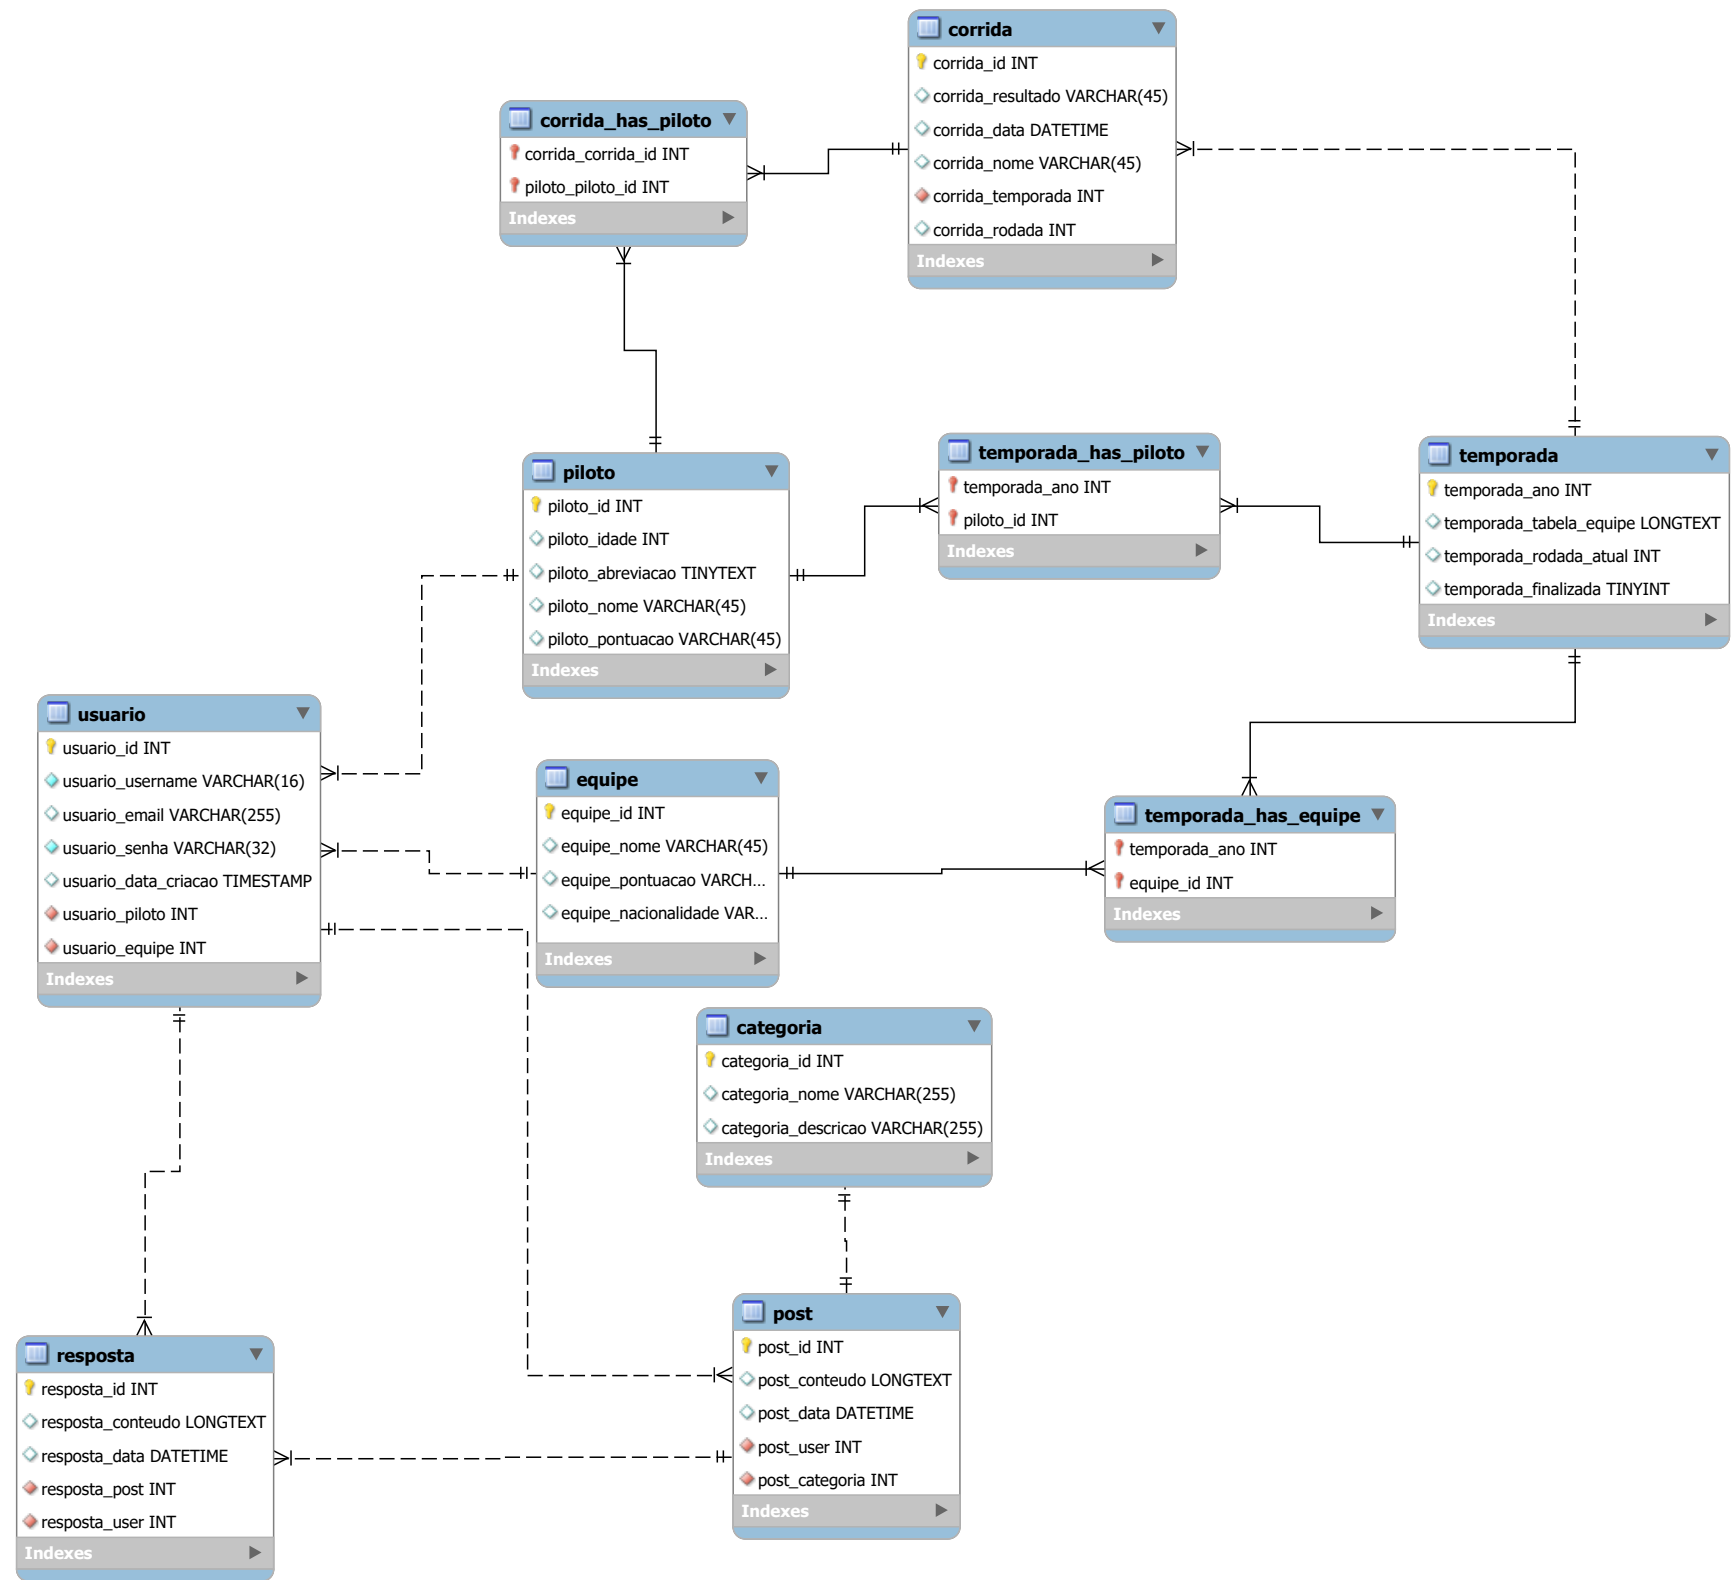 corrida
corrida_id INT
corrida_resultado VARCHAR(45)
corrida_data DATETIME
corrida_nome VARCHAR(45)
corrida_temporada INT
corrida_rodada INT
Indexes
corrida_has_piloto
corrida_corrida_id INT
piloto_piloto_id INT
Indexes
piloto
piloto_id INT
piloto_idade INT
piloto_abreviacao TINYTEXT
piloto_nome VARCHAR(45)
piloto_pontuacao VARCHAR(45)
Indexes
temporada_has_piloto
temporada_ano INT
piloto_id INT
Indexes
temporada
temporada_ano INT
temporada_tabela_equipe LONGTEXT
temporada_rodada_atual INT
temporada_finalizada TINYINT
Indexes
usuario
usuario_id INT
usuario_username VARCHAR(16)
usuario_email VARCHAR(255)
usuario_senha VARCHAR(32)
usuario_data_criacao TIMESTAMP
usuario_piloto INT
usuario_equipe INT
Indexes
equipe
equipe_id INT
equipe_nome VARCHAR(45)
equipe_pontuacao VARCH...
equipe_nacionalidade VAR...
Indexes
temporada_has_equipe
temporada_ano INT
equipe_id INT
Indexes
categoria
categoria_id INT
categoria_nome VARCHAR(255)
categoria_descricao VARCHAR(255)
Indexes
post
post_id INT
post_conteudo LONGTEXT
post_data DATETIME
post_user INT
post_categoria INT
Indexes
resposta
resposta_id INT
resposta_conteudo LONGTEXT
resposta_data DATETIME
resposta_post INT
resposta_user INT
Indexes